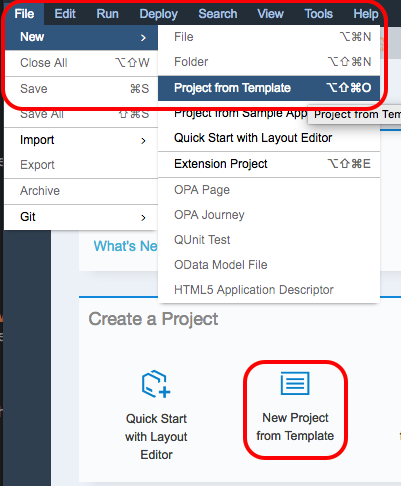 File Edit Run Deploy Search View Tools Help
New >
File ⌥⌘N
Close All ⌥⇧W
Folder ⌥⇧⌘N
Save ⌘S
Project from Template ⌥⇧⌘O
Save All ⇧⌘S
Project from Sample App
Project from Tem
Import >
Quick Start with Layout Editor
Export
Extension Project ⌥⇧⌘E
Archive
OPA Page
Git >
OPA Journey
QUnit Test
What's Ne
OData Model File
HTML5 Application Descriptor
Create a Project
Quick Start
with Layout
Editor
New Project
from Template